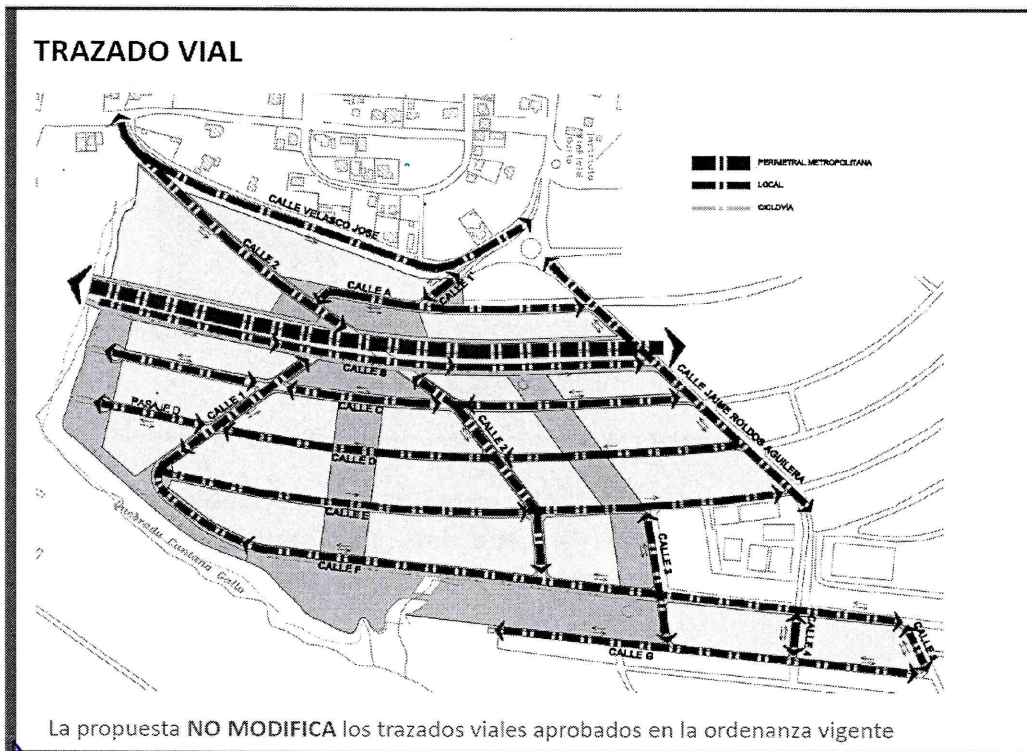 TRAZADO VIAL
PERIMETRAL METROPOLITANA
LOCAL
CICLOVÍA
CALLE VELASCO JOSE
CALLE 2
CALLE 1
CALLE A
CALLE B
CALLE JAIME ROLDOS AGUILERA
CALLE C
CALLE 1
PASAJE D
CALLE 2
CALLE D
CALLE E
CALLE 3
Quebrada
CALLE F
CALLE 4
CALLE G
La propuesta NO MODIFICA los trazados viales aprobados en la ordenanza vigente